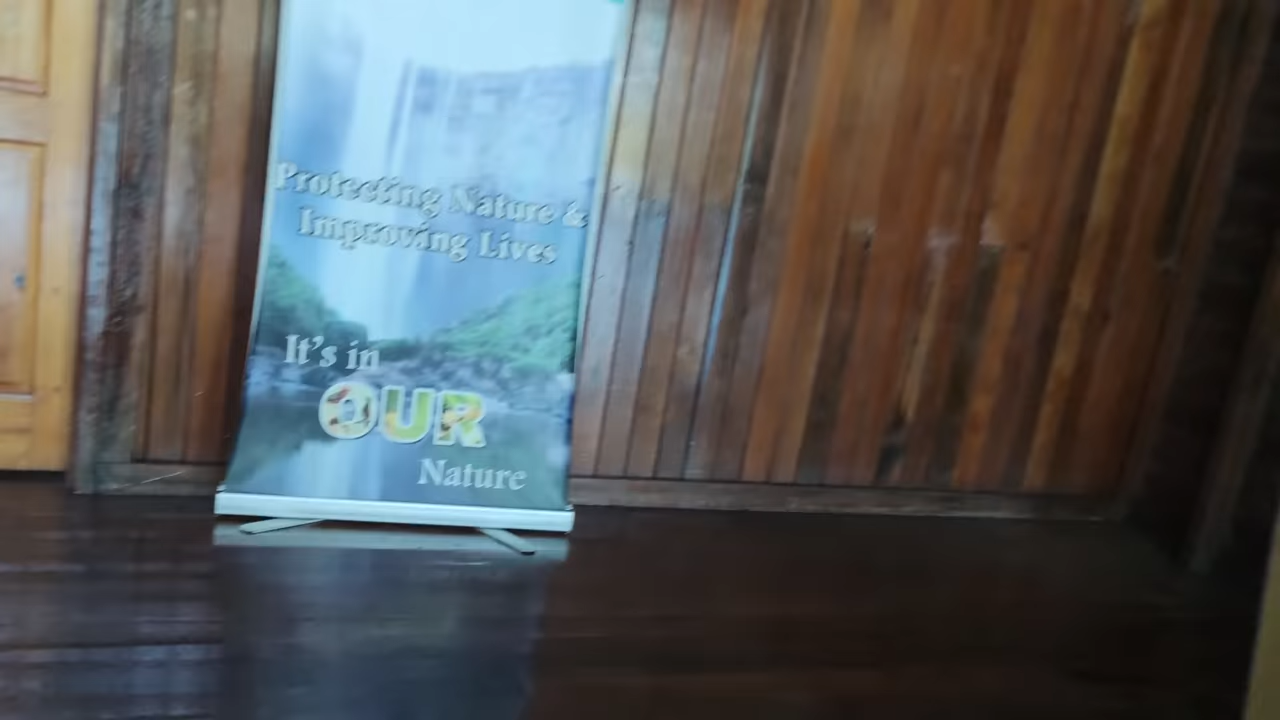 Protecting Nature &
Improving Lives
It's in
OUR
Nature